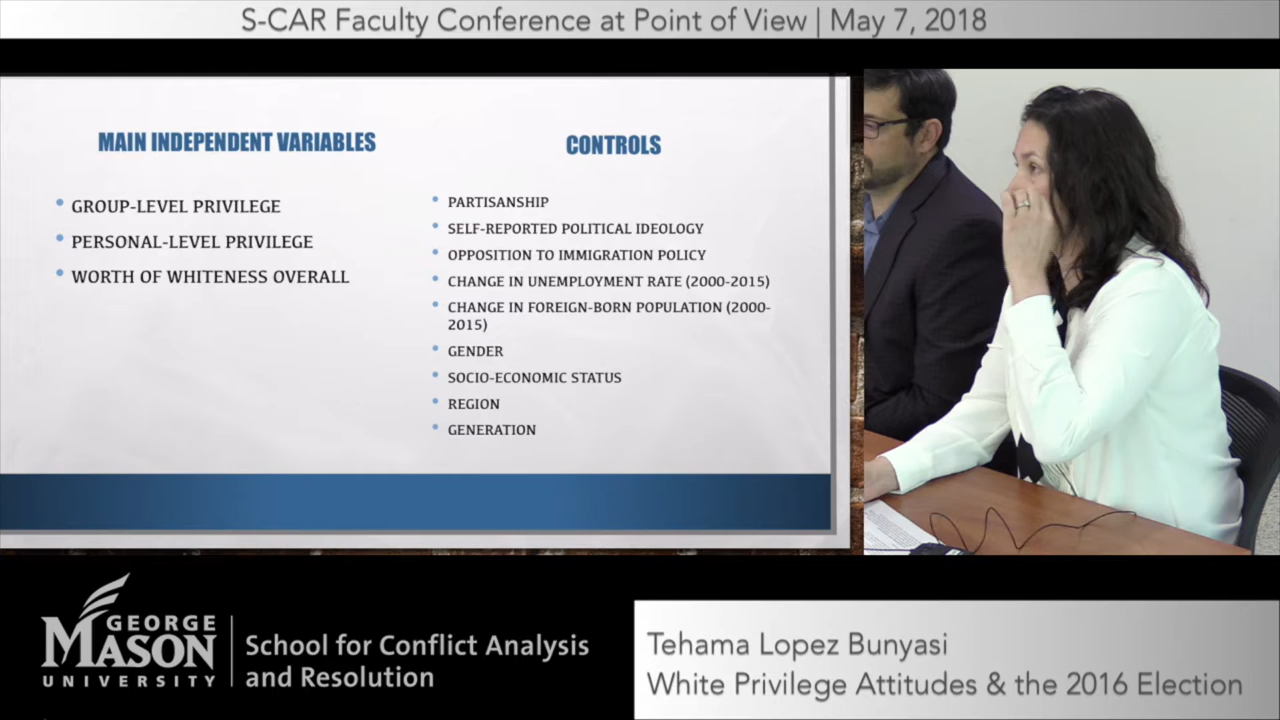 S-CAR Faculty Conference at Point of View | May 7, 2018
MAIN INDEPENDENT VARIABLES
• GROUP-LEVEL PRIVILEGE
• PERSONAL-LEVEL PRIVILEGE
• WORTH OF WHITENESS OVERALL
CONTROLS
• PARTISANSHIP
• SELF-REPORTED POLITICAL IDEOLOGY
• OPPOSITION TO IMMIGRATION POLICY
• CHANGE IN UNEMPLOYMENT RATE (2000-2015)
• CHANGE IN FOREIGN-BORN POPULATION (2000-
2015)
• GENDER
• SOCIO-ECONOMIC STATUS
• REGION
• GENERATION
GEORGE
MASON
UNIVERSITY
School for Conflict Analysis
and Resolution
Tehama Lopez Bunyasi
White Privilege Attitudes & the 2016 Election